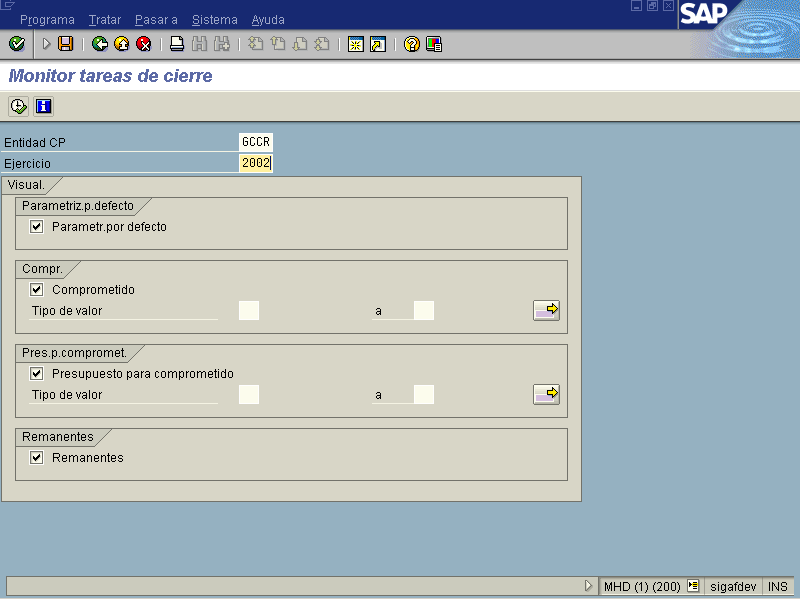 Programa Tratar Pasar a Sistema Ayuda
SAP
Monitor tareas de cierre
Entidad CP GCCR
Ejercicio 2002
Visual.
Parametriz.p.defecto
Parametr.por defecto
Compr.
Comprometido
Tipo de valor a
Pres.p.compromet.
Presupuesto para comprometido
Tipo de valor a
Remanentes
Remanentes
MHD (1) (200) sigafdev INS